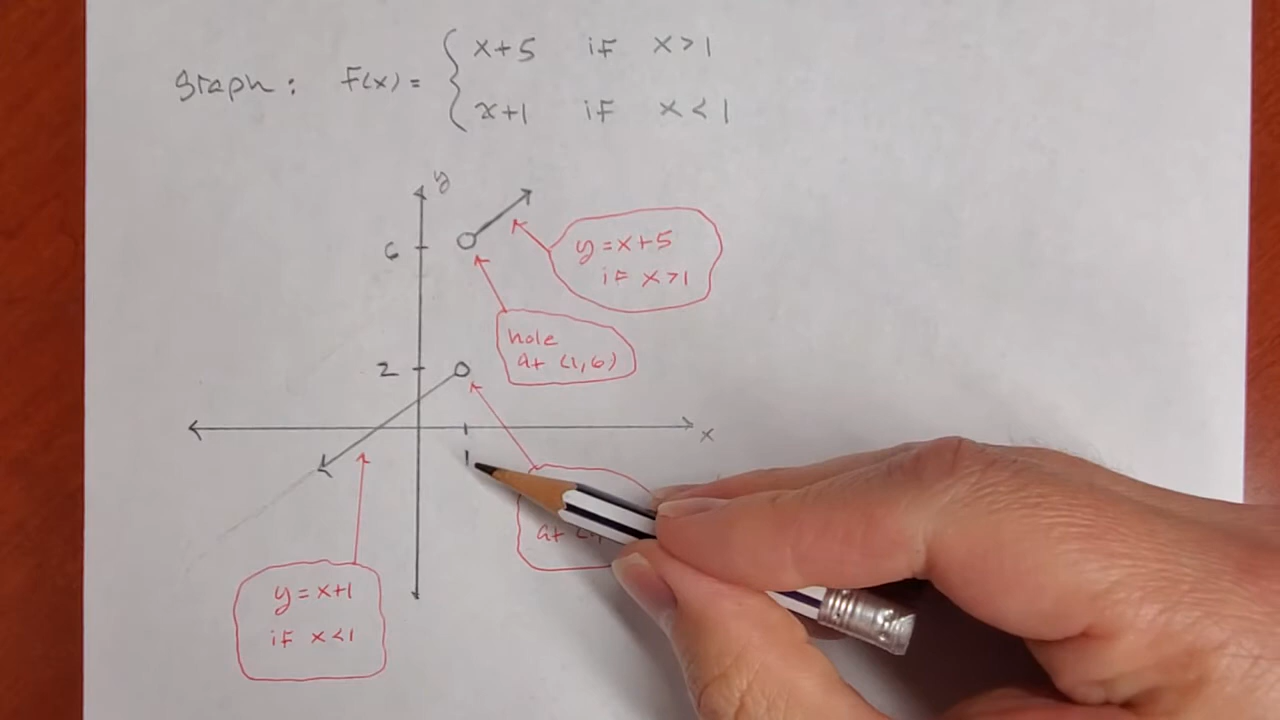 Graph: F(x) = { x+5 if x>1
x+1 if x<1
y
6
y=x+5
if x>1
hole
at (1,6)
2
x
1
at (1,
y=x+1
if x<1